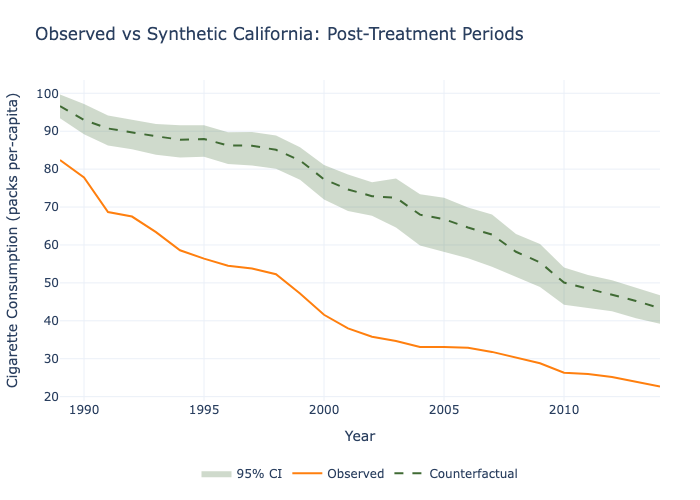 Observed vs Synthetic California: Post-Treatment Periods
Cigarette Consumption (packs per-capita)
100
90
80
70
60
50
40
30
20
1990 1995 2000 2005 2010
Year
95% CI Observed Counterfactual